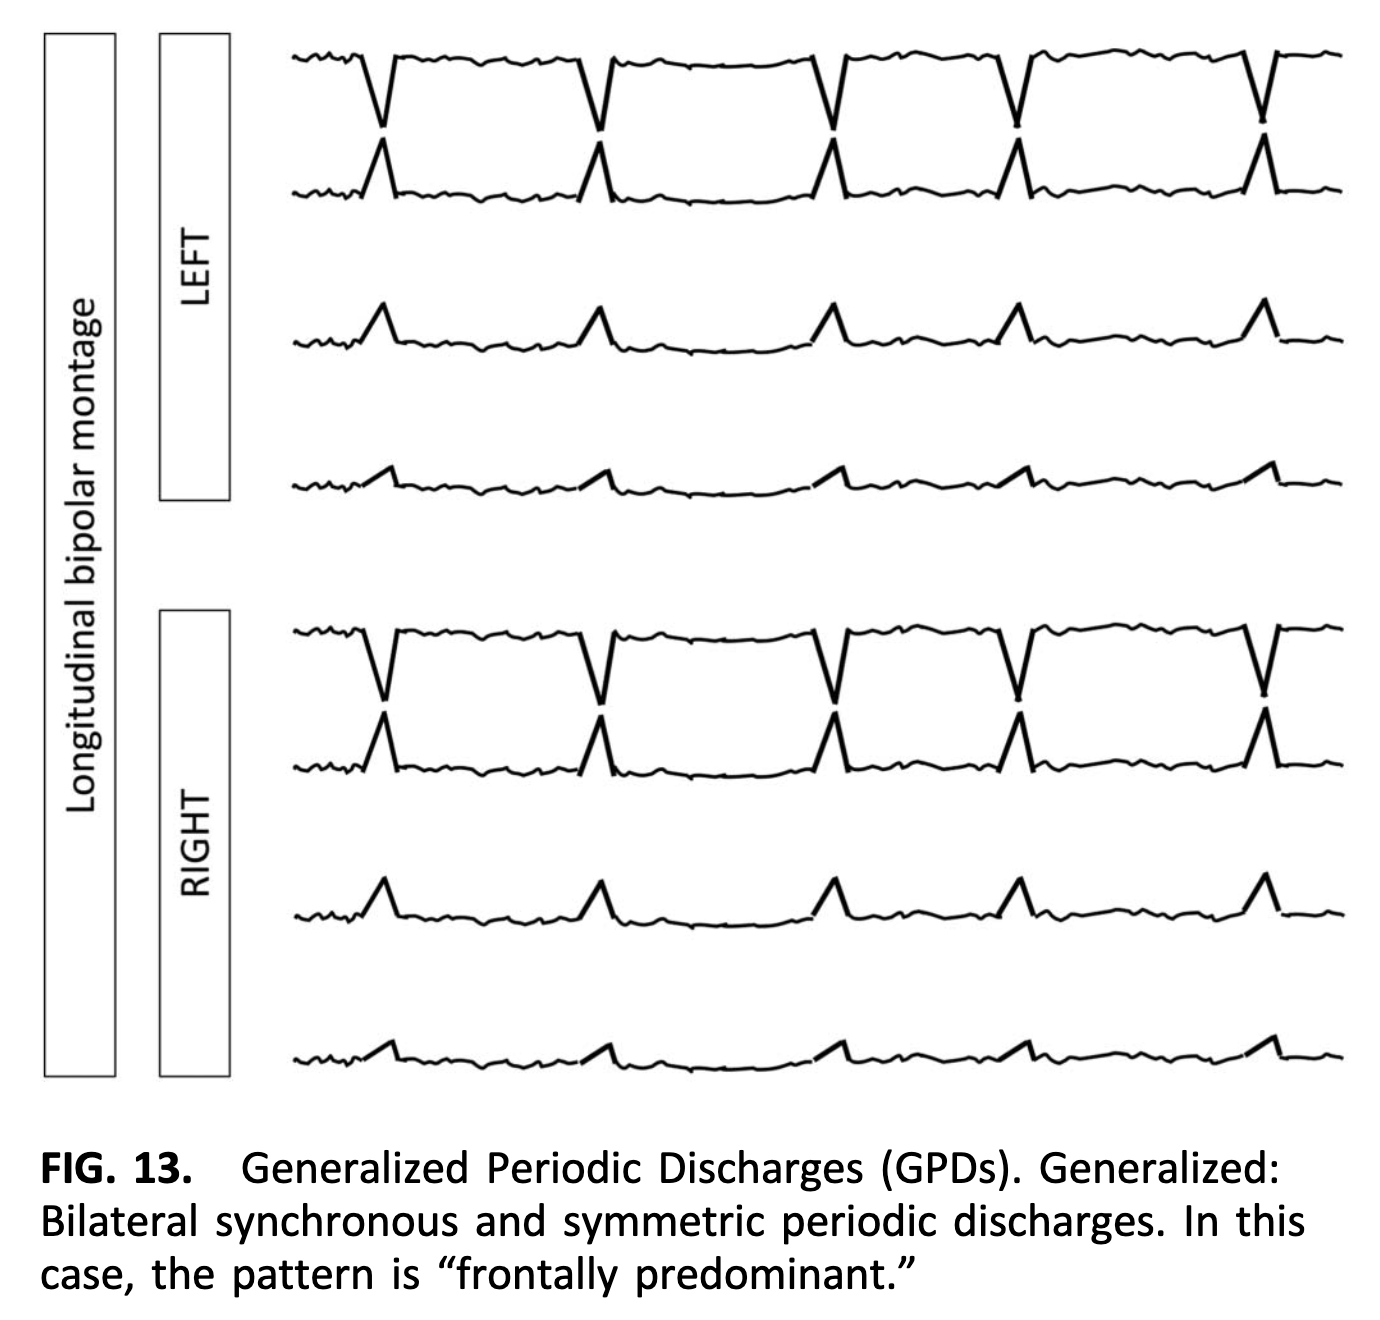 Longitudinal bipolar montage
LEFT
RIGHT
FIG. 13. Generalized Periodic Discharges (GPDs). Generalized:
Bilateral synchronous and symmetric periodic discharges. In this
case, the pattern is “frontally predominant.”